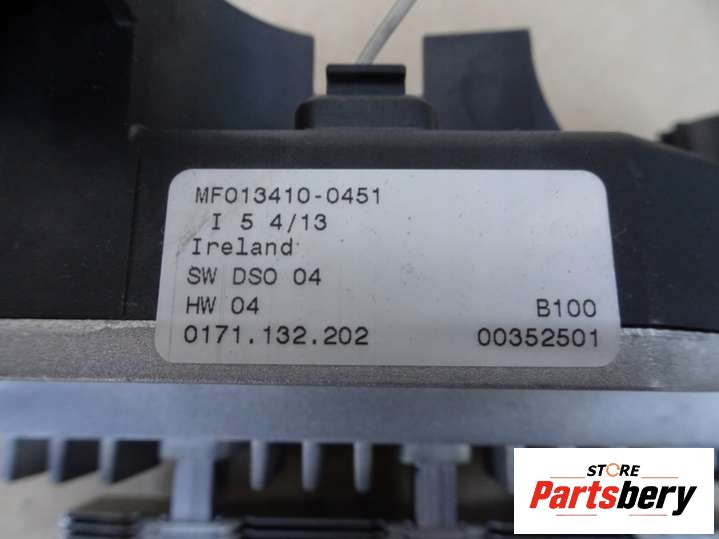 MF013410-0451
I 5 4/13
Ireland
SW DSO 04
HW 04 B100
0171.132.202 00352501
STORE
Partsbery